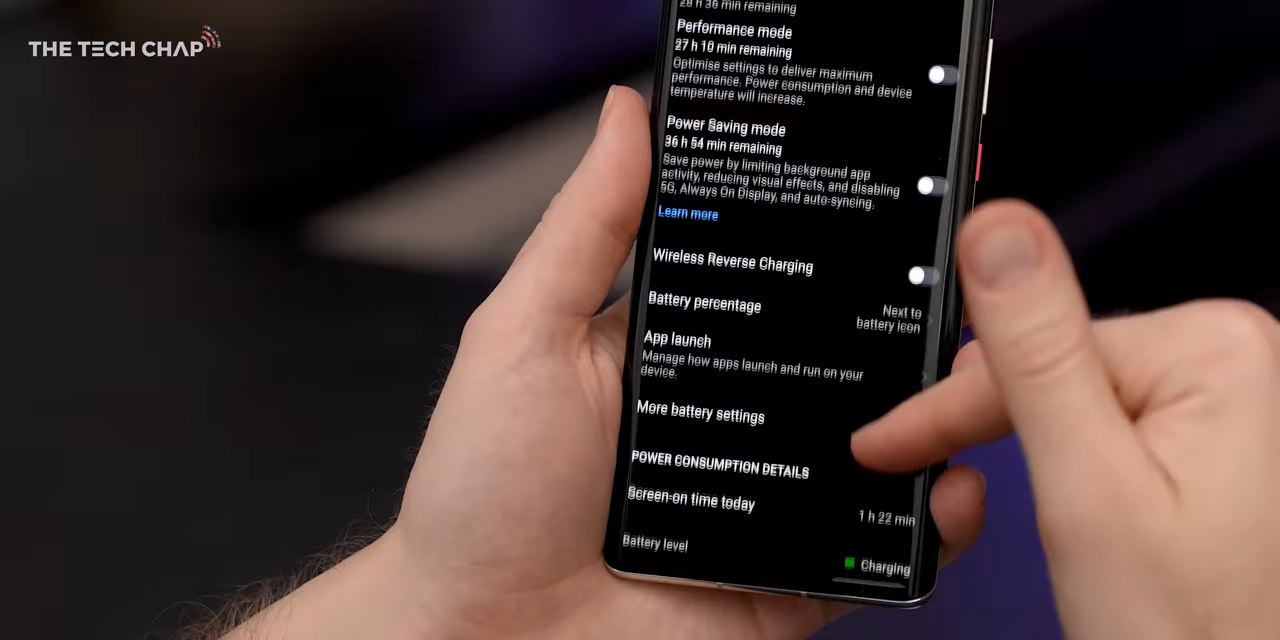 THE TECH CHAP
28 h 36 min remaining
Performance mode
27 h 10 min remaining
Optimise settings to deliver maximum
performance. Power consumption and device
temperature will increase.
Power Saving mode
36 h 54 min remaining
Save power by limiting background app
activity, reducing visual effects, and disabling
5G, Always On Display, and auto-syncing.
Learn more
Wireless Reverse Charging
Battery percentage
Next to
battery icon
App launch
Manage how apps launch and run on your
device.
More battery settings
POWER CONSUMPTION DETAILS
Screen-on time today
1 h 22 min
Battery level
Charging